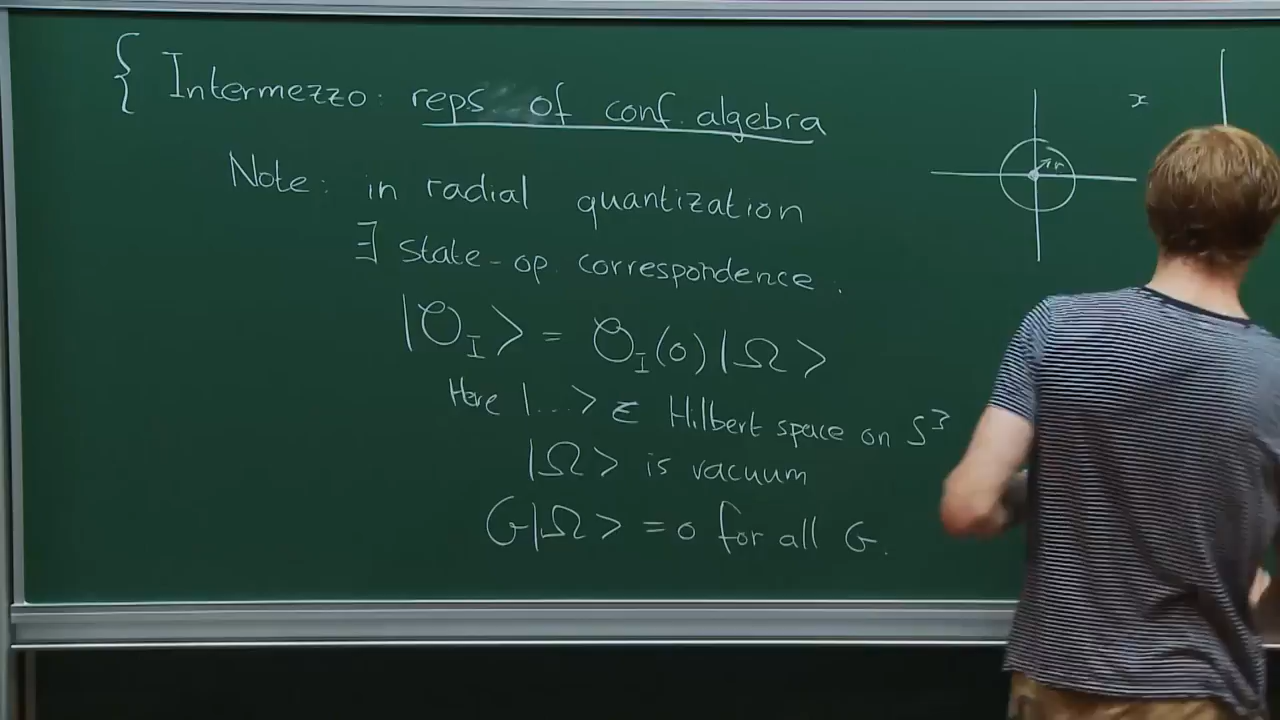 { Intermezzo: reps. of conf. algebra
Note: in radial quantization
∃ state-op. correspondence.
|O_I> = O_I(0)|Ω>
Here |...> ∈ Hilbert space on S³
|Ω> is vacuum
G|Ω> = 0 for all G.
x
r